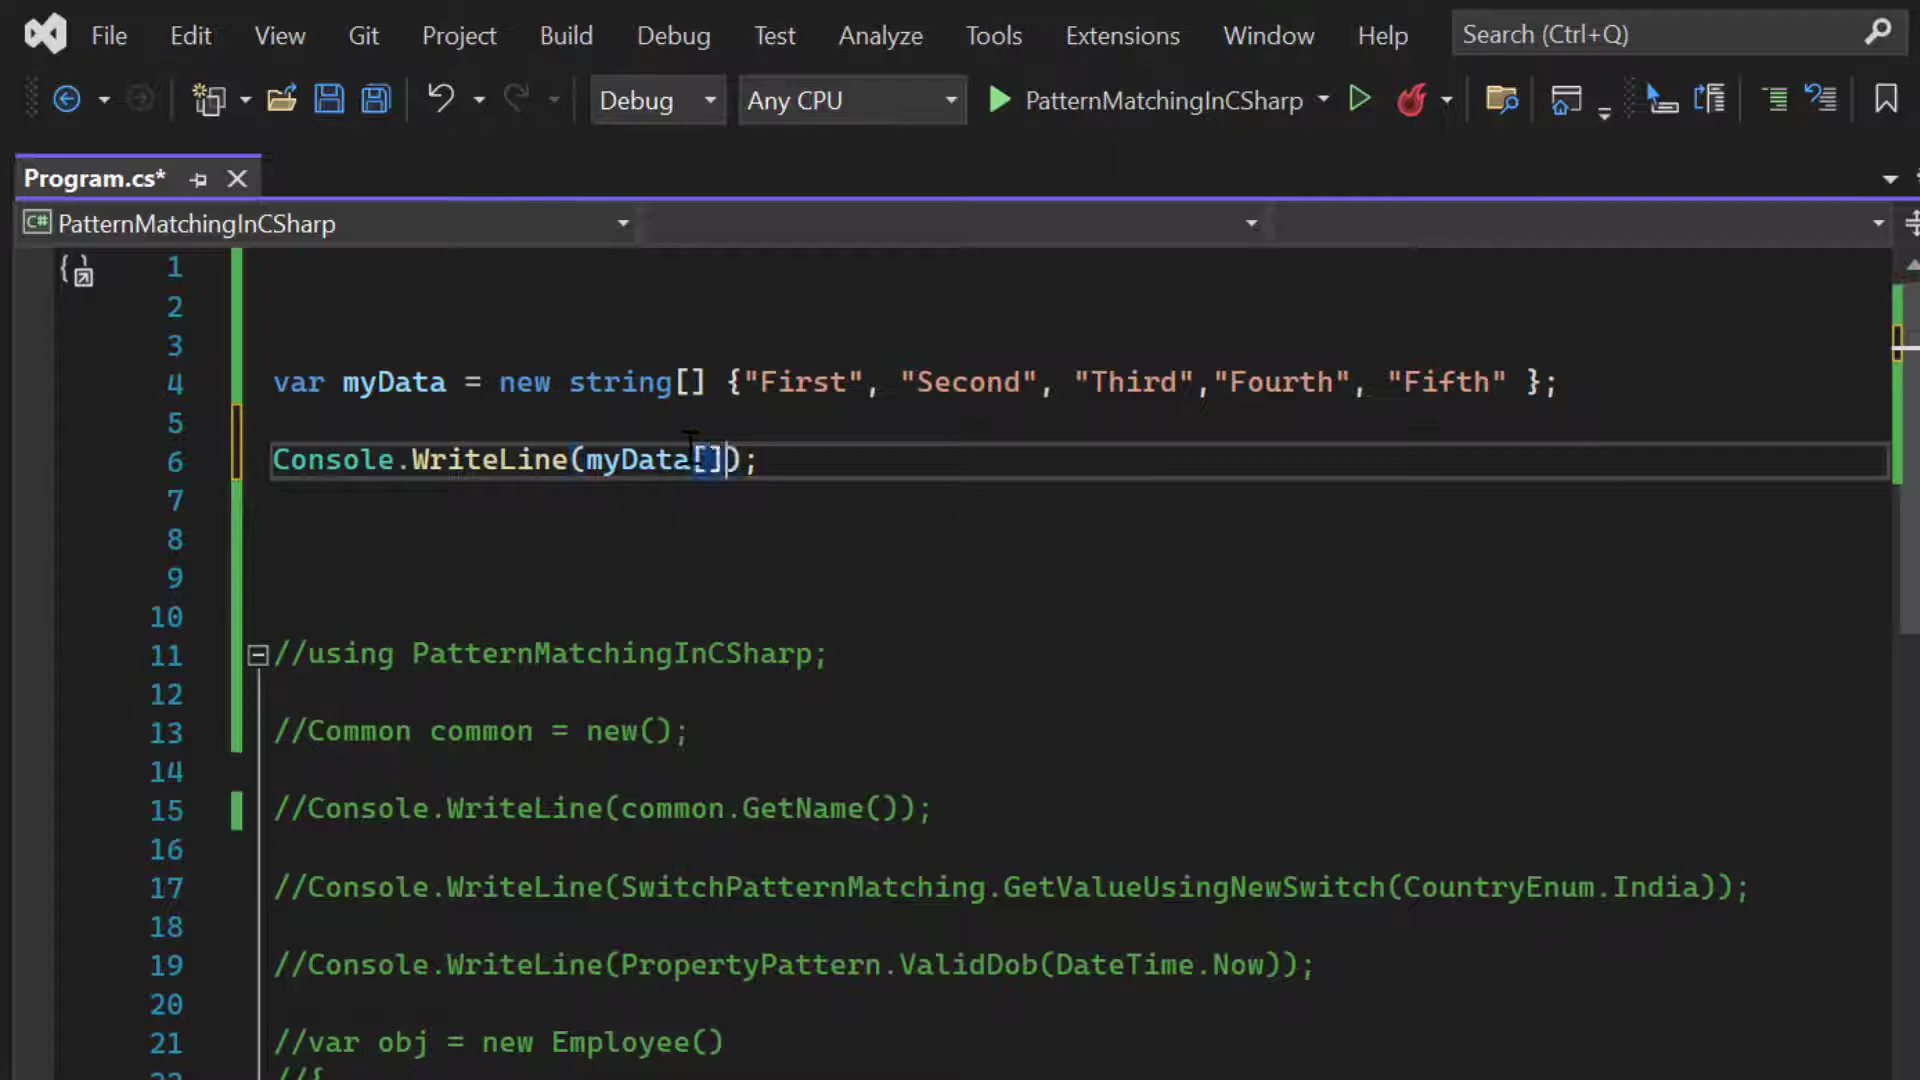 File Edit View Git Project Build Debug Test Analyze Tools Extensions Window Help Search (Ctrl+Q)
Debug Any CPU PatternMatchingInCSharp
Program.cs*
C# PatternMatchingInCSharp
1
2
3
4 var myData = new string[] {"First", "Second", "Third","Fourth", "Fifth" };
5
6 Console.WriteLine(myData[]);
7
8
9
10
11 //using PatternMatchingInCSharp;
12
13 //Common common = new();
14
15 //Console.WriteLine(common.GetName());
16
17 //Console.WriteLine(SwitchPatternMatching.GetValueUsingNewSwitch(CountryEnum.India));
18
19 //Console.WriteLine(PropertyPattern.ValidDob(DateTime.Now));
20
21 //var obj = new Employee()
22 //{